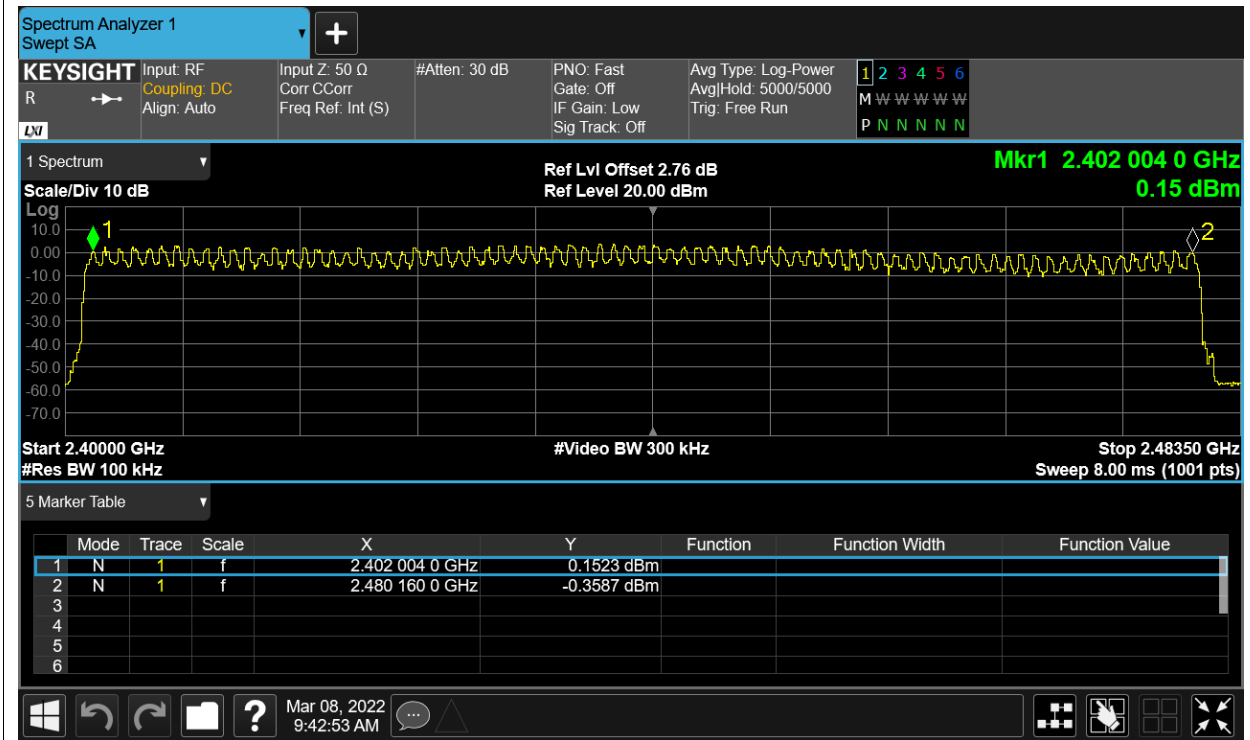 Spectrum Analyzer 1
Swept SA
+
KEYSIGHT Input: RF Input Z: 50 Ω #Atten: 30 dB PNO: Fast Avg Type: Log-Power 1 2 3 4 5 6
R Coupling: DC Corr CCorr Gate: Off Avg|Hold: 5000/5000 M W W W W W
Align: Auto Freq Ref: Int (S) IF Gain: Low Trig: Free Run
LXI Sig Track: Off P N N N N N
1 Spectrum Ref Lvl Offset 2.76 dB Mkr1 2.402 004 0 GHz
Scale/Div 10 dB Ref Level 20.00 dBm 0.15 dBm
Log
10.0 1 2
0.00
-10.0
-20.0
-30.0
-40.0
-50.0
-60.0
-70.0
Start 2.40000 GHz #Video BW 300 kHz Stop 2.48350 GHz
#Res BW 100 kHz Sweep 8.00 ms (1001 pts)
5 Marker Table
Mode Trace Scale X Y Function Function Width Function Value
1 N 1 f 2.402 004 0 GHz 0.1523 dBm
2 N 1 f 2.480 160 0 GHz -0.3587 dBm
3
4
5
6
? Mar 08, 2022
9:42:53 AM